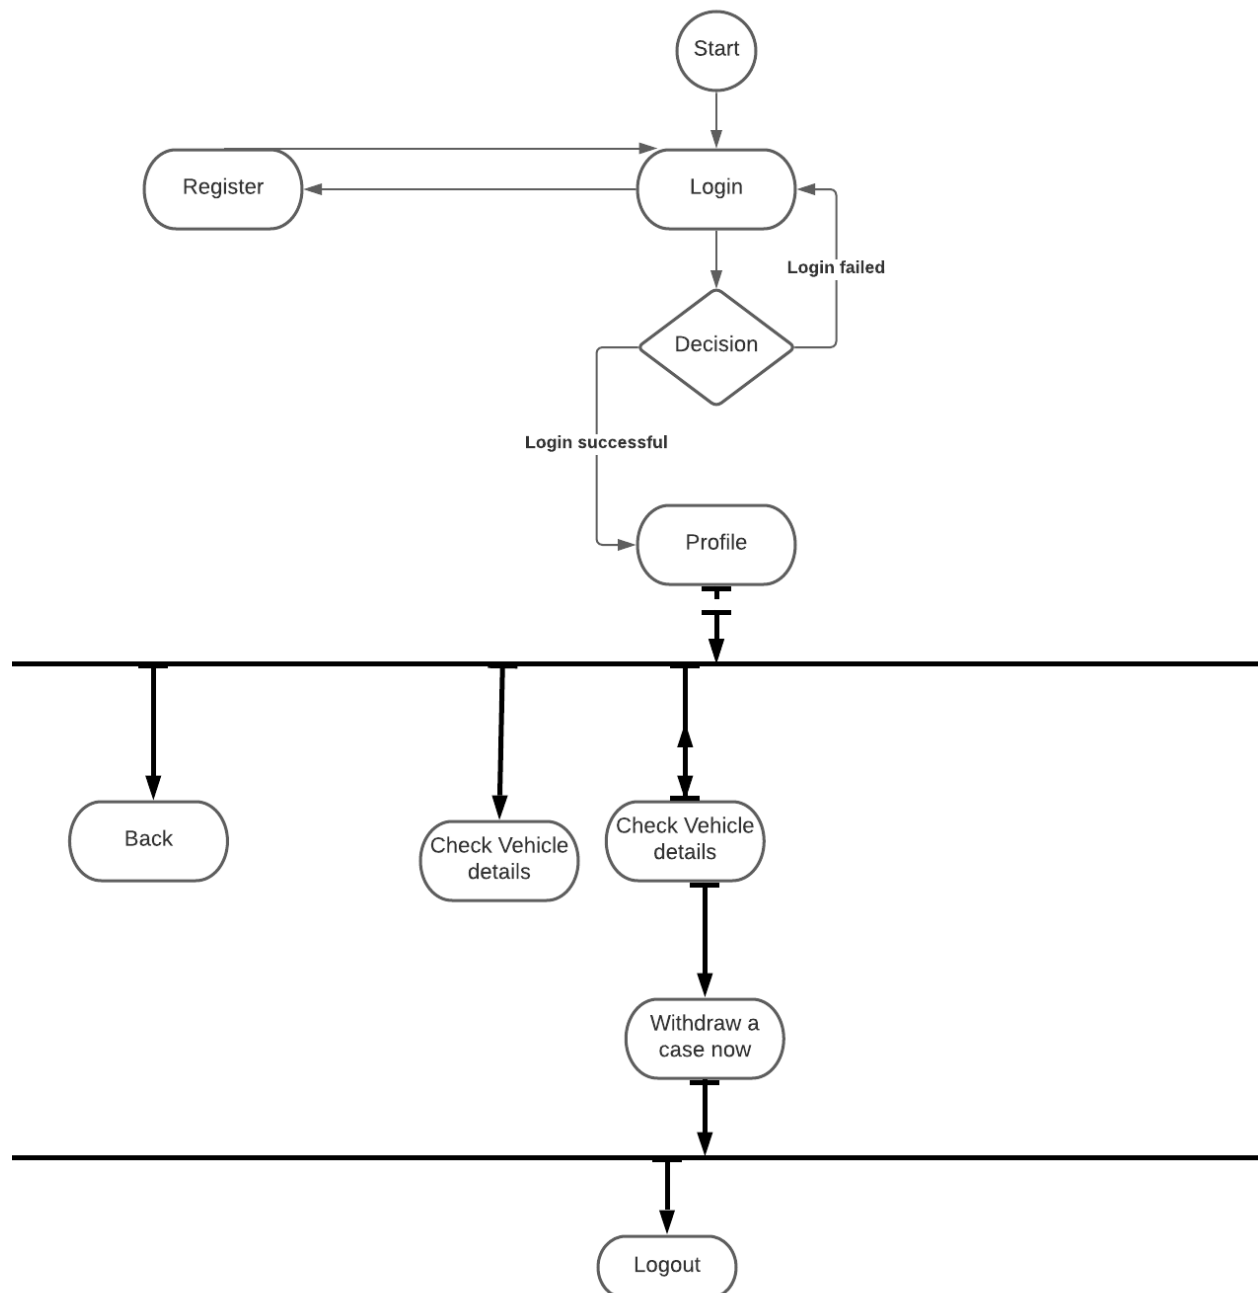 Start
Register
Login
Login failed
Decision
Login successful
Profile
Back
Check Vehicle
details
Check Vehicle
details
Withdraw a
case now
Logout